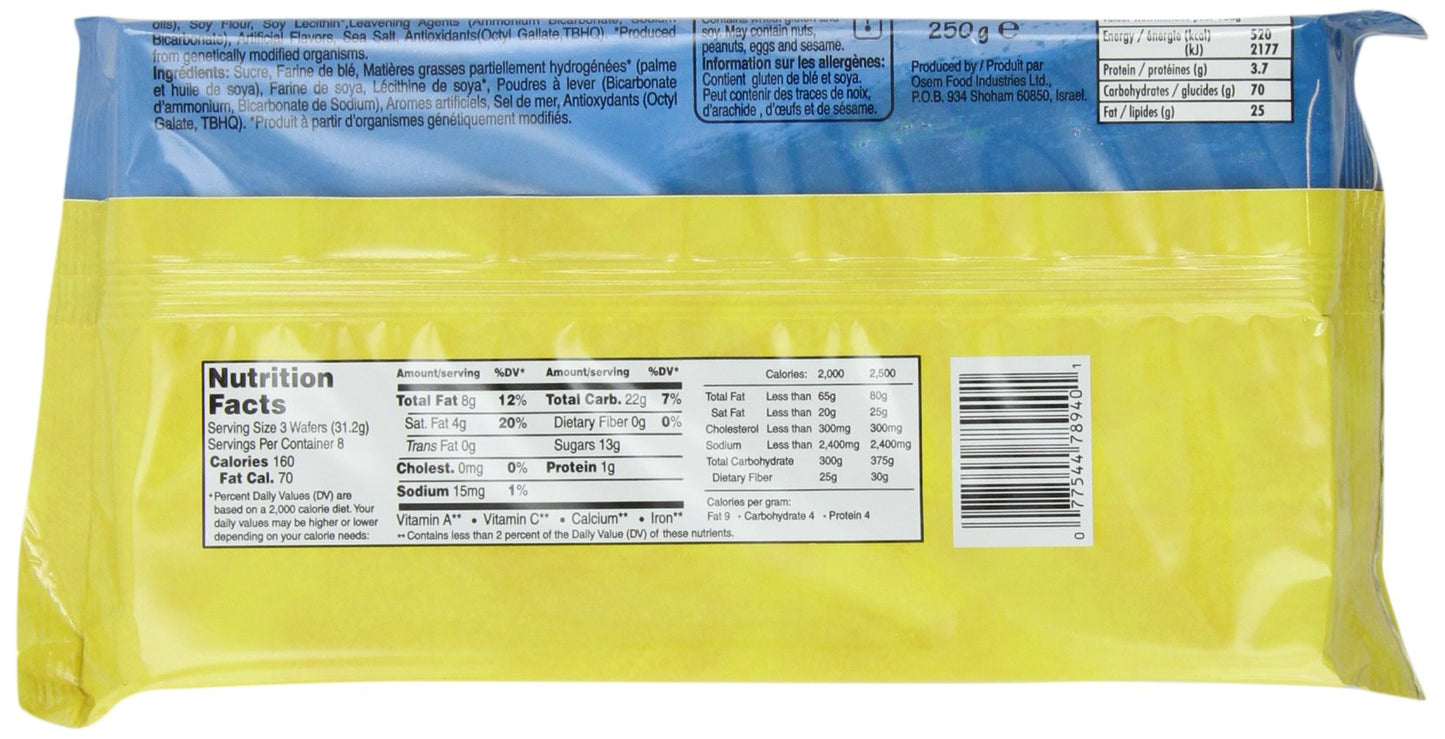 oils), Soy Flour, Soy Lecithin*,Leavening Agents (Ammonium Bicarbonate, Sodium
Bicarbonate), Artificial Flavors, Sea Salt, Antioxidants(Octyl Gallate,TBHQ). *Produced
from genetically modified organisms.
Ingrédients: Sucre, Farine de blé, Matières grasses partiellement hydrogénées* (palme
et huile de soya), Farine de soya, Lécithine de soya*, Poudres à lever (Bicarbonate
d'ammonium, Bicarbonate de Sodium), Aromes artificiels, Sel de mer, Antioxydants (Octyl
Galate, TBHQ). *Produit à partir d'organismes génétiquement modifiés.
Contains wheat gluten and
soy. May contain nuts,
peanuts, eggs and sesame.
Information sur les allergènes:
Contient gluten de blé et soya.
Peut contenir des traces de noix,
d'arachide , d'œufs et de sésame.
250 g e
Produced by / Produit par
Osem Food Industries Ltd.,
P.O.B. 934 Shoham 60850, Israel.
Energy / énergie (kcal) 520
(kJ) 2177
Protein / protéines (g) 3.7
Carbohydrates / glucides (g) 70
Fat / lipides (g) 25
Nutrition
Facts
Serving Size 3 Wafers (31.2g)
Servings Per Container 8
Calories 160
Fat Cal. 70
*Percent Daily Values (DV) are
based on a 2,000 calorie diet. Your
daily values may be higher or lower
depending on your calorie needs:
Amount/serving %DV* Amount/serving %DV*
Total Fat 8g 12% Total Carb. 22g 7%
Sat. Fat 4g 20% Dietary Fiber 0g 0%
Trans Fat 0g Sugars 13g
Cholest. 0mg 0% Protein 1g
Sodium 15mg 1%
Vitamin A** • Vitamin C** • Calcium** • Iron**
**Contains less than 2 percent of the Daily Value (DV) of these nutrients.
Calories: 2,000 2,500
Total Fat Less than 65g 80g
Sat Fat Less than 20g 25g
Cholesterol Less than 300mg 300mg
Sodium Less than 2,400mg 2,400mg
Total Carbohydrate 300g 375g
Dietary Fiber 25g 30g
Calories per gram:
Fat 9 • Carbohydrate 4 • Protein 4
0 77544 78940 1